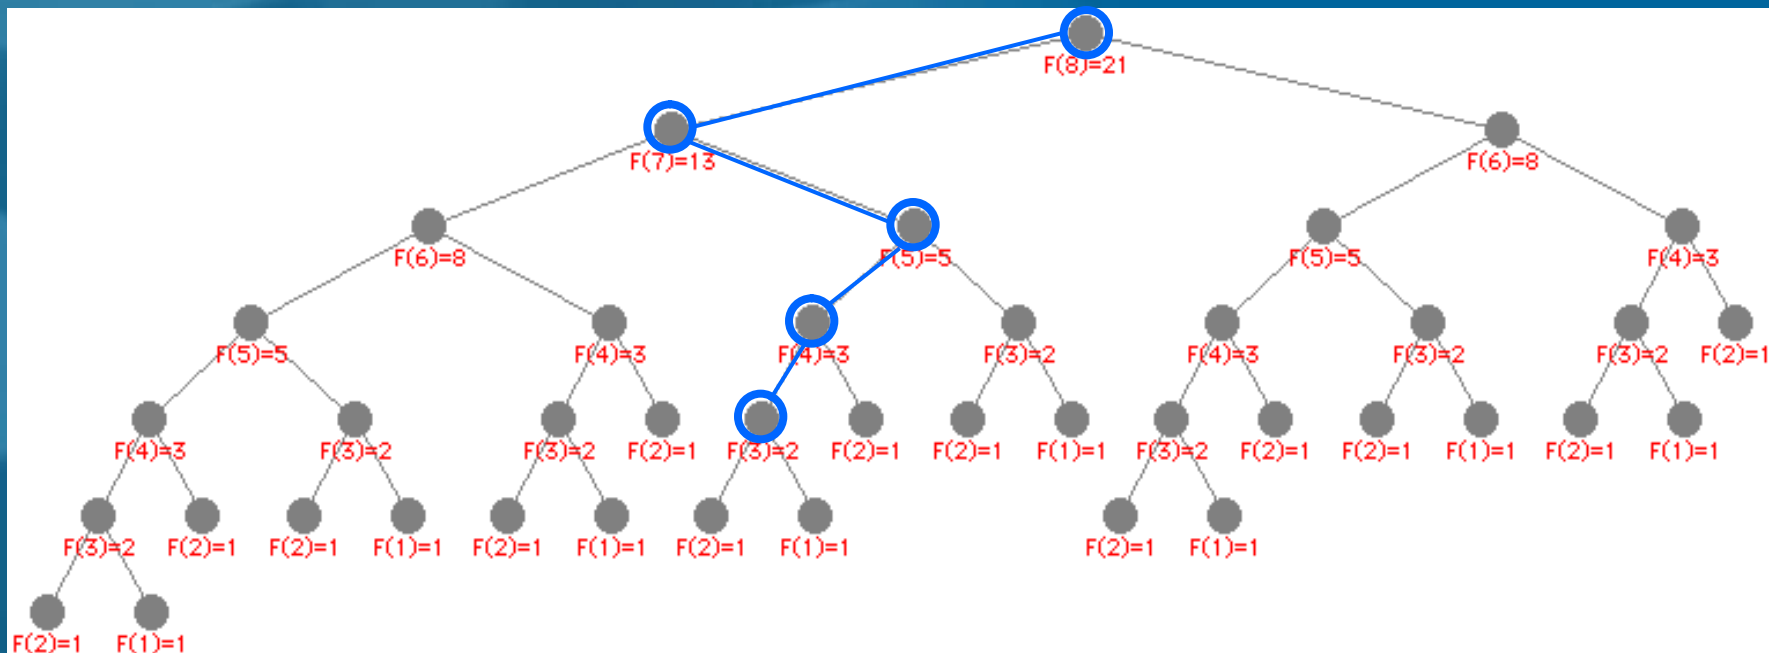 F(8)=21
F(7)=13 F(6)=8
F(6)=8 F(5)=5 F(5)=5 F(4)=3
F(5)=5 F(4)=3 F(4)=3 F(3)=2 F(4)=3 F(3)=2 F(3)=2 F(2)=1
F(4)=3 F(3)=2 F(3)=2 F(2)=1 F(3)=2 F(2)=1 F(2)=1 F(1)=1 F(3)=2 F(2)=1 F(2)=1 F(1)=1 F(2)=1 F(1)=1
F(3)=2 F(2)=1 F(2)=1 F(1)=1 F(2)=1 F(1)=1 F(2)=1 F(1)=1 F(2)=1 F(1)=1
F(2)=1 F(1)=1